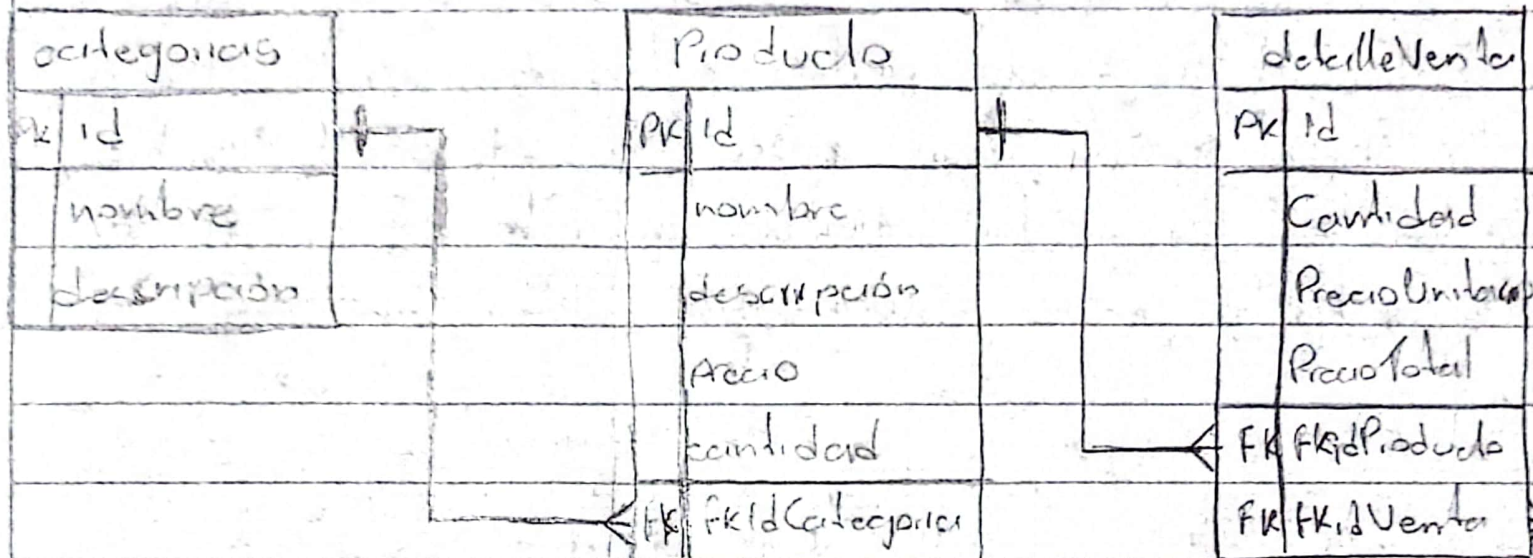 categorias
PK id
nombre
descripción
Producto
PK id
nombre
descripción
Precio
cantidad
FK FkIdCategoria
detalleVenta
PK id
Cantidad
PrecioUnitario
PrecioTotal
FK FKidProducto
FK FKidVenta